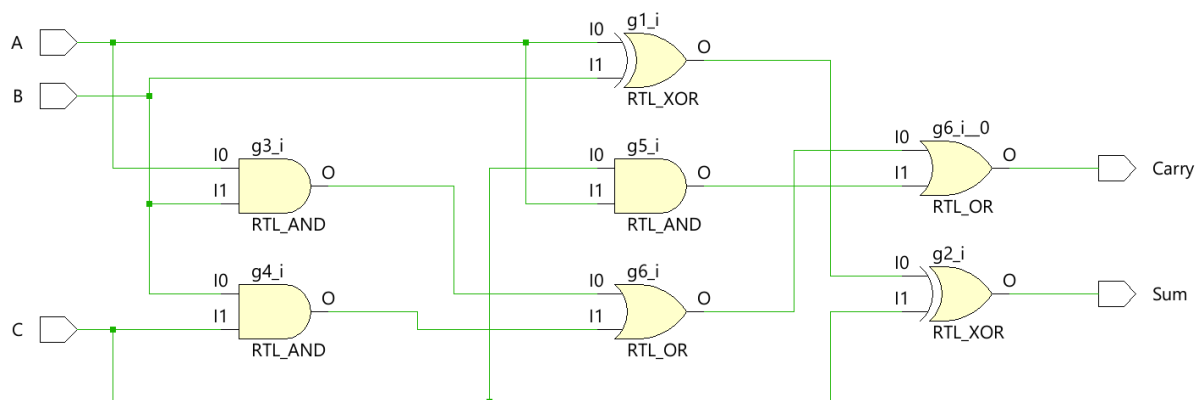 g1_i
A
I0
O
I1
B
RTL_XOR
g3_i
g5_i
g6_i__0
I0
O
I0
O
I0
O
Carry
I1
I1
I1
RTL_AND
RTL_AND
RTL_OR
g4_i
g6_i
g2_i
I0
O
I0
O
I0
O
Sum
C
I1
I1
I1
RTL_AND
RTL_OR
RTL_XOR